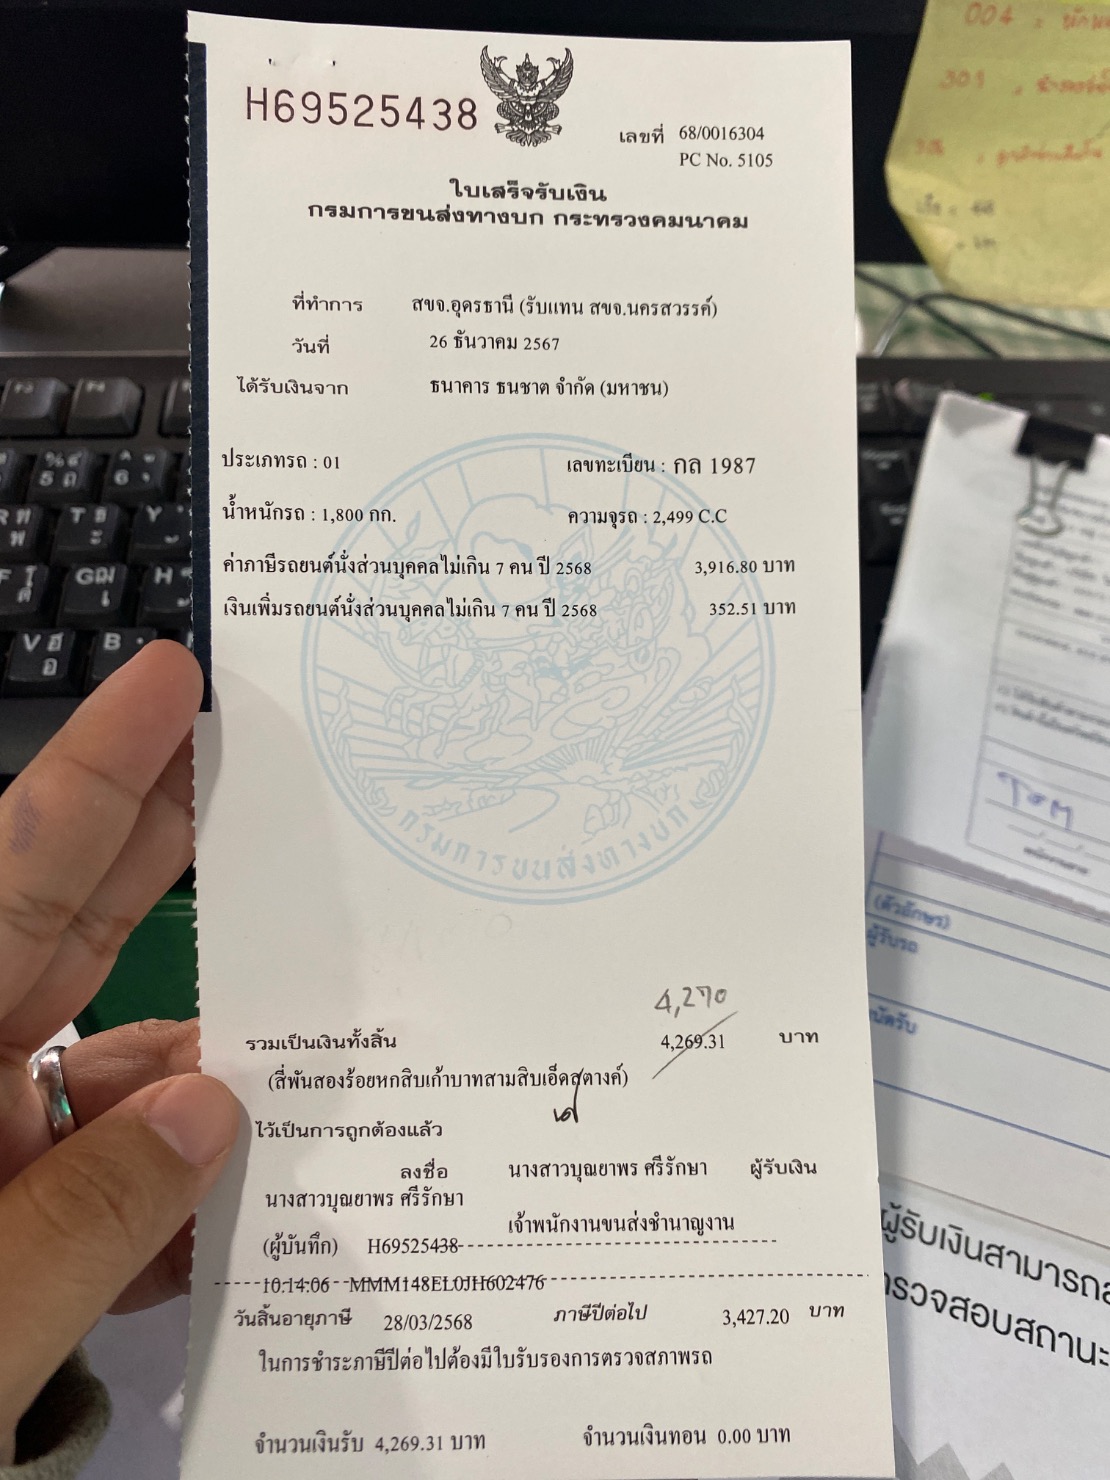 H69525438
เลขที่ 68/0016304
PC No. 5105
ใบเสร็จรับเงิน
กรมการขนส่งทางบก กระทรวงคมนาคม
ที่ทำการ สขจ.อุดรธานี (รับแทน สขจ.นครสวรรค์)
วันที่ 26 ธันวาคม 2567
ได้รับเงินจาก ธนาคาร ธนชาต จำกัด (มหาชน)
ประเภทรถ : 01 เลขทะเบียน : กล 1987
น้ำหนักรถ : 1,800 กก. ความจุรถ : 2,499 C.C
ค่าภาษีรถยนต์นั่งส่วนบุคคลไม่เกิน 7 คน ปี 2568 3,916.80 บาท
เงินเพิ่มรถยนต์นั่งส่วนบุคคลไม่เกิน 7 คน ปี 2568 352.51 บาท
กรมการขนส่งทางบก
4,270
รวมเป็นเงินทั้งสิ้น 4,269.31 บาท
(สี่พันสองร้อยหกสิบเก้าบาทสามสิบเอ็ดสตางค์)
ไว้เป็นการถูกต้องแล้ว
ลงชื่อ นางสาวบุณยาพร ศรีรักษา ผู้รับเงิน
นางสาวบุณยาพร ศรีรักษา
เจ้าพนักงานขนส่งชำนาญงาน
(ผู้บันทึก) H69525438
10:14:06 MMM148EL0JH602476
วันสิ้นอายุภาษี 28/03/2568 ภาษีปีต่อไป 3,427.20 บาท
ในการชำระภาษีปีต่อไปต้องมีใบรับรองการตรวจสภาพรถ
จำนวนเงินรับ 4,269.31 บาท จำนวนเงินทอน 0.00 บาท
004 :
301
(ตัวอักษร)
ผู้รับรถ
ผู้รับเงินสามารถ
ตรวจสอบสถานะ